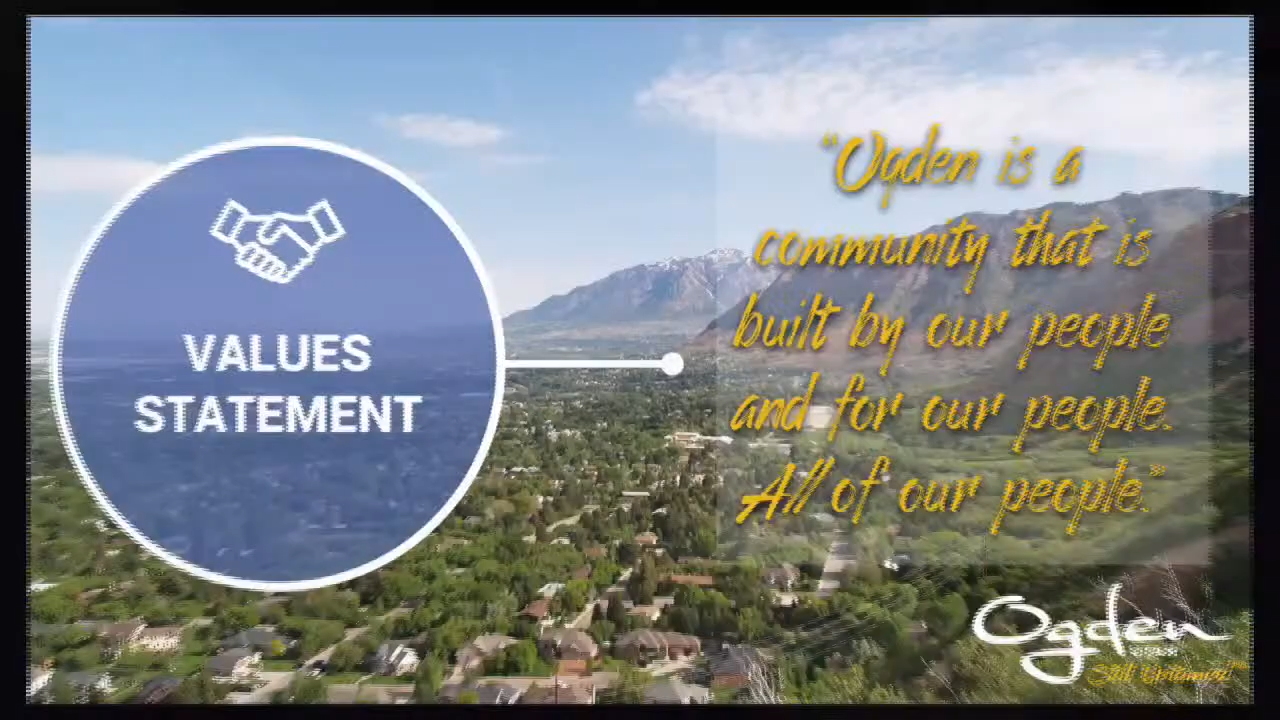 VALUES
STATEMENT
"Ogden is a
community that is
built by our people
and for our people.
All of our people."
Ogden
Still Untamed